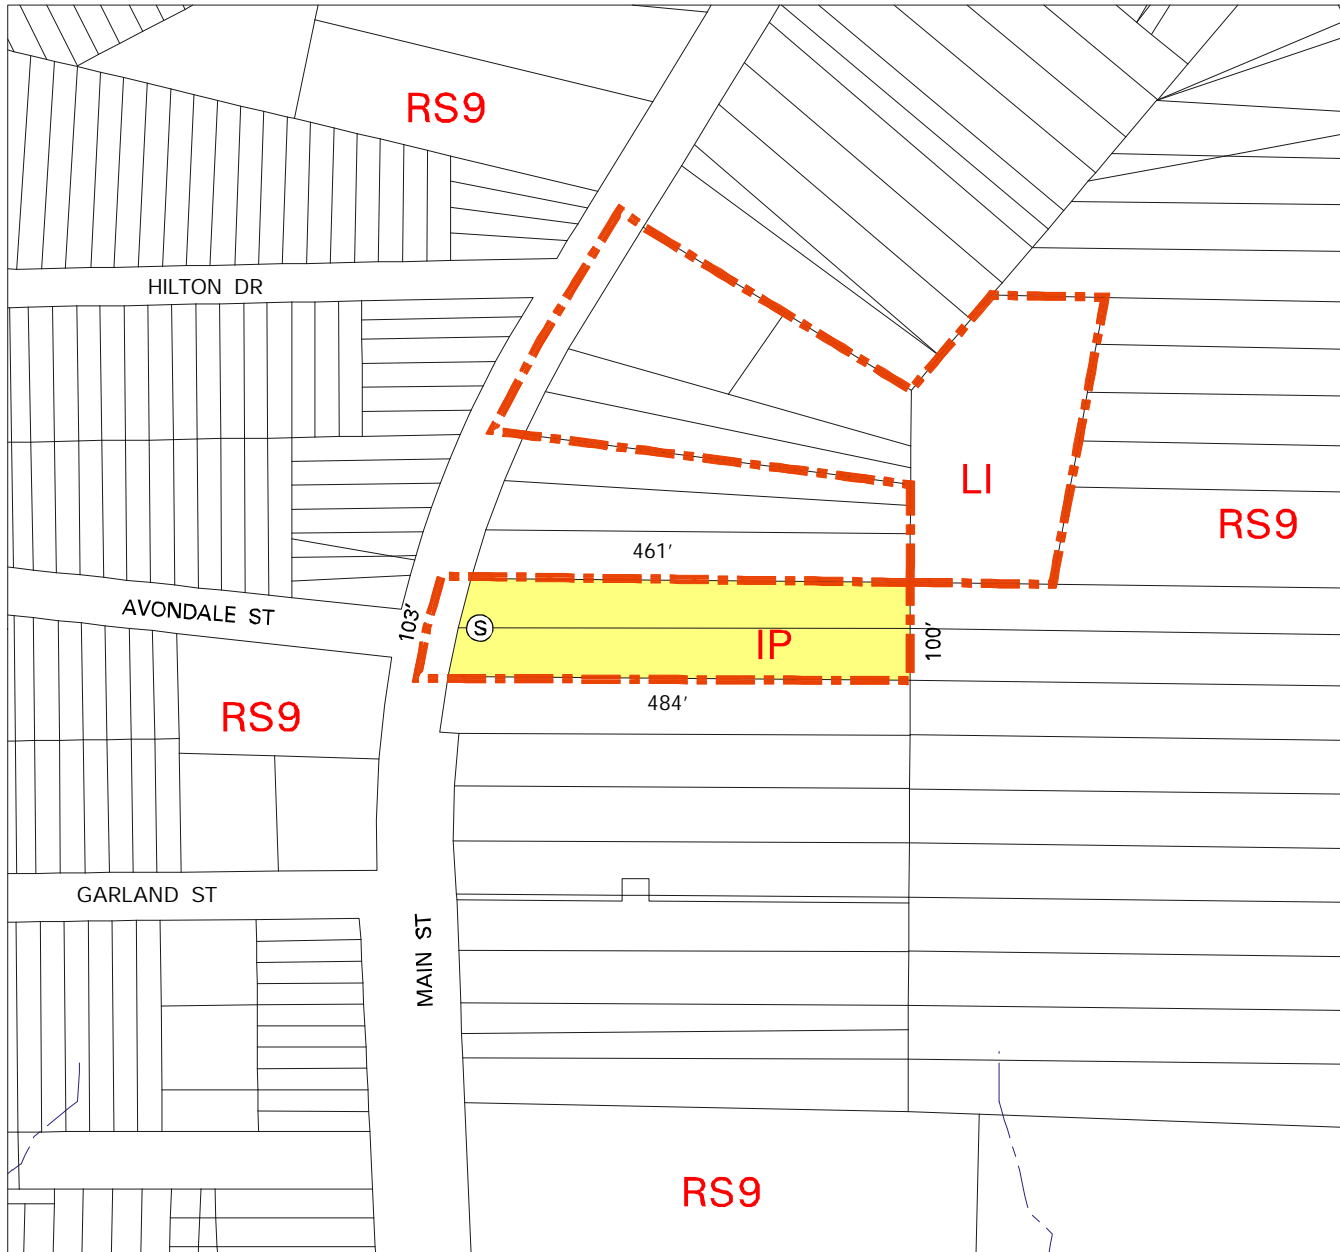 RS9
HILTON DR
LI
RS9
461'
AVONDALE ST
103'
S
IP
100'
484'
RS9
GARLAND ST
MAIN ST
RS9